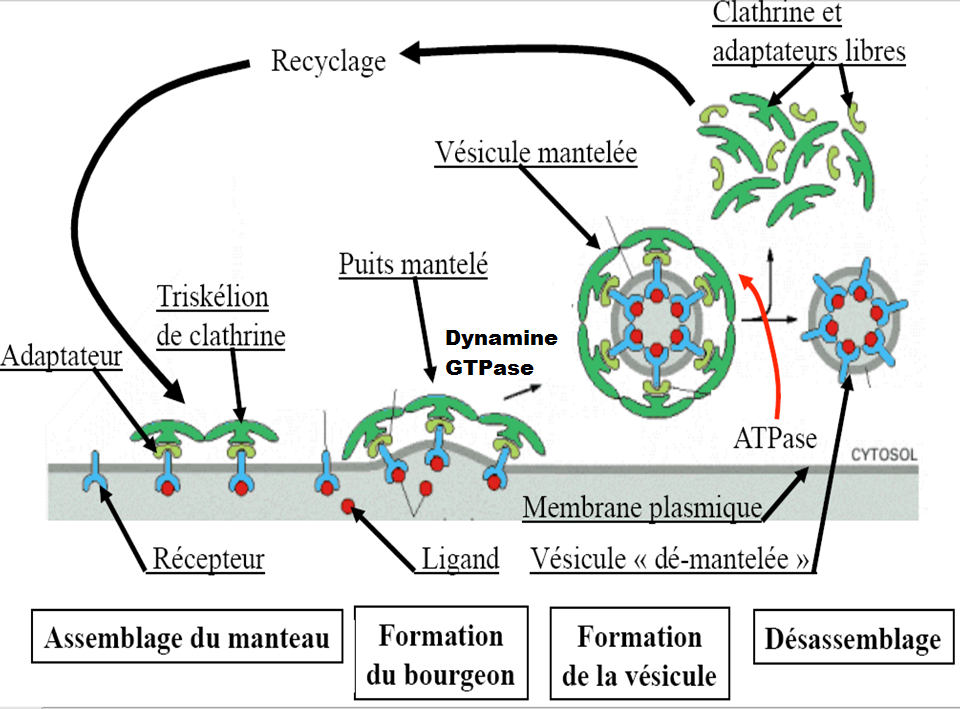 Clathrine et
adaptateurs libres
Recyclage
Vésicule mantelée
Puits mantelé
Triskélion
de clathrine
Adaptateur
Dynamine
GTPase
ATPase
CYTOSOL
Membrane plasmique
Récepteur
Ligand
Vésicule « dé-mantelée »
Assemblage du manteau
Formation
du bourgeon
Formation
de la vésicule
Désassemblage